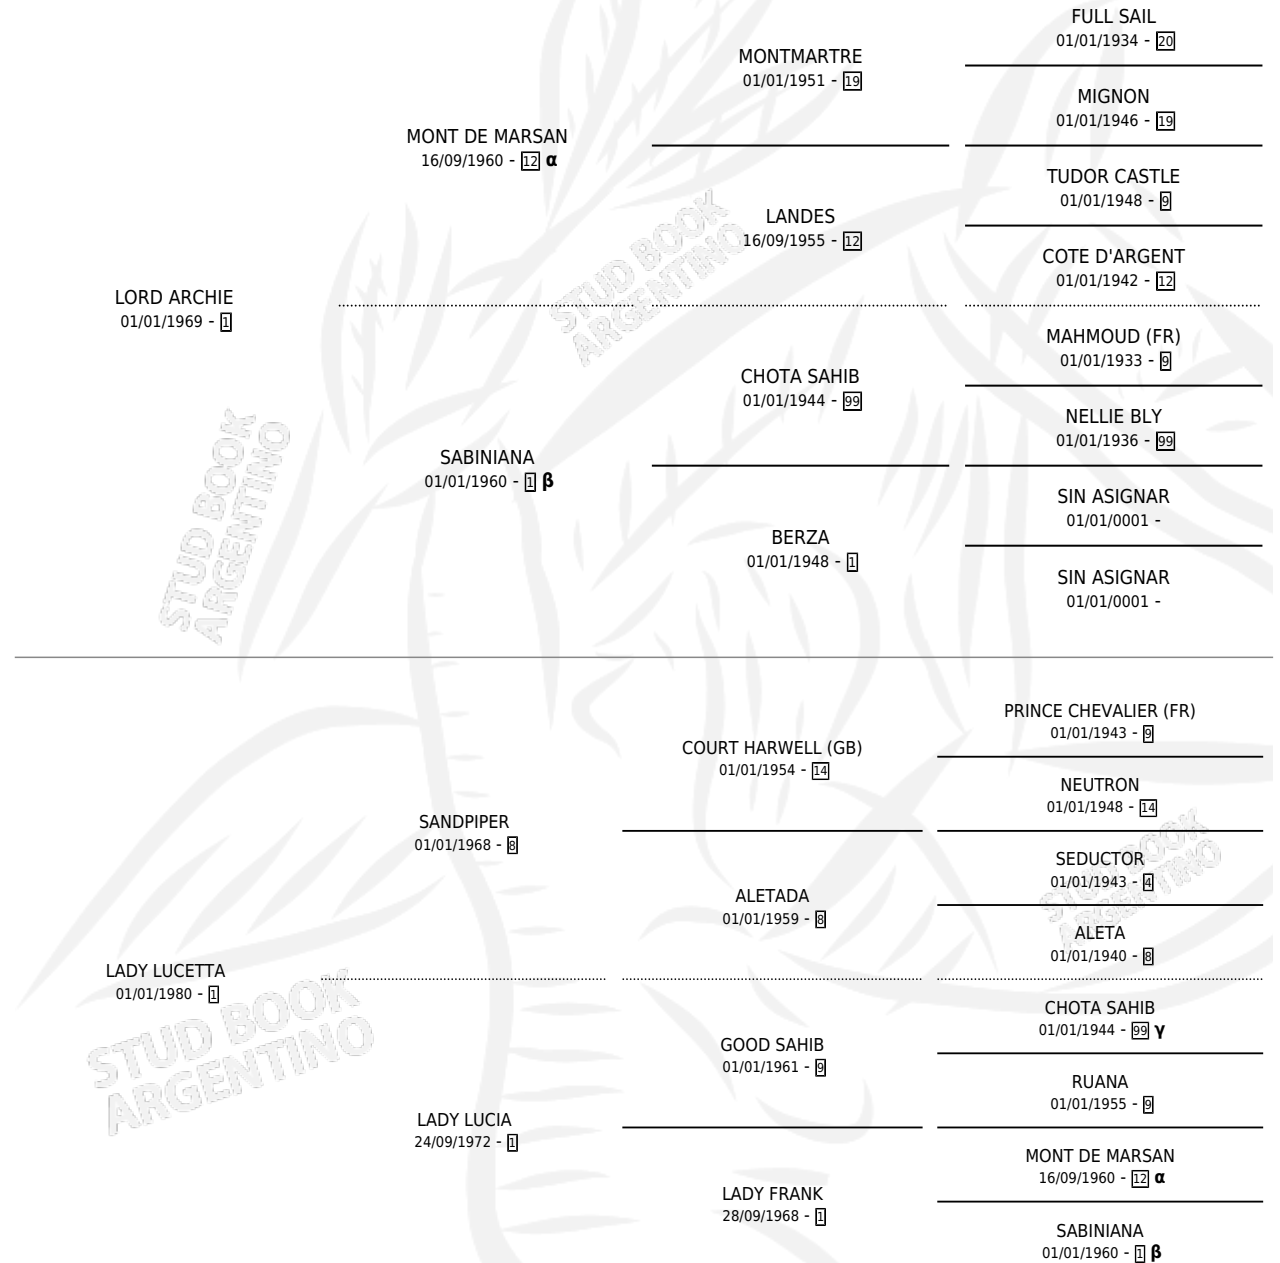 FULL SAIL
01/01/1934 - 20
MONTMARTRE
01/01/1951 - 19
MIGNON
01/01/1946 - 19
MONT DE MARSAN
16/09/1960 - 12 α
TUDOR CASTLE
01/01/1948 - 9
LANDES
16/09/1955 - 12
COTE D'ARGENT
01/01/1942 - 12
LORD ARCHIE
01/01/1969 - 1
MAHMOUD (FR)
01/01/1933 - 9
CHOTA SAHIB
01/01/1944 - 99
NELLIE BLY
01/01/1936 - 99
SABINIANA
01/01/1960 - 1 β
SIN ASIGNAR
01/01/0001 -
BERZA
01/01/1948 - 1
SIN ASIGNAR
01/01/0001 -
PRINCE CHEVALIER (FR)
01/01/1943 - 9
COURT HARWELL (GB)
01/01/1954 - 14
NEUTRON
01/01/1948 - 14
SANDPIPER
01/01/1968 - 8
SEDUCTOR
01/01/1943 - 4
ALETADA
01/01/1959 - 8
ALETA
01/01/1940 - 8
LADY LUCETTA
01/01/1980 - 1
CHOTA SAHIB
01/01/1944 - 99 γ
GOOD SAHIB
01/01/1961 - 9
RUANA
01/01/1955 - 9
LADY LUCIA
24/09/1972 - 1
MONT DE MARSAN
16/09/1960 - 12 α
LADY FRANK
28/09/1968 - 1
SABINIANA
01/01/1960 - 1 β
STUD BOOK
ARGENTINO
STUD BOOK
ARGENTINO
STUD BOOK
ARGENTINO
STUD BOOK
ARGENTINO